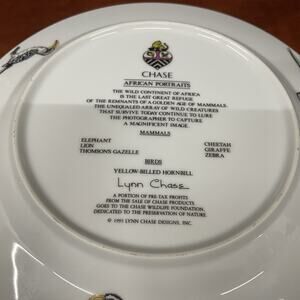 CHASE
AFRICAN PORTRAITS
THE WILD CONTINENT OF AFRICA
IS THE LAST GREAT REFUGE
OF THE REMNANTS OF A GOLDEN AGE OF MAMMALS.
THE UNEQUALED ARRAY OF WILD CREATURES
THAT SURVIVE TODAY CONTINUE TO LURE
THE PHOTOGRAPHER TO CAPTURE
A MAGNIFICENT IMAGE.
MAMMALS
ELEPHANT CHEETAH
LION GIRAFFE
THOMSON'S GAZELLE ZEBRA
BIRDS
YELLOW-BILLED HORNBILL
Lynn Chase
A PORTION OF PRE-TAX PROFITS
FROM THE SALE OF CHASE PRODUCTS
GOES TO THE CHASE WILDLIFE FOUNDATION,
DEDICATED TO THE PRESERVATION OF NATURE
© 1995 LYNN CHASE DESIGNS, INC.